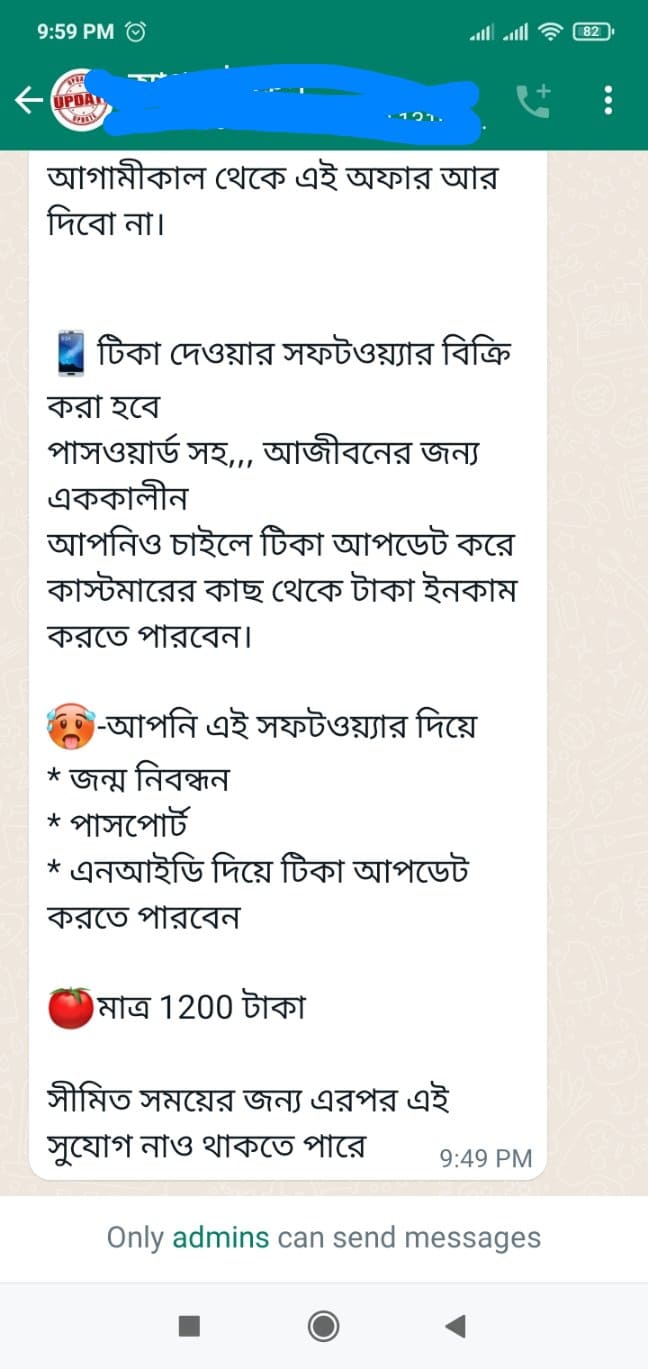 9:59 PM
82
UPDAT
আগামীকাল থেকে এই অফার আর
দিবো না।
টিকা দেওয়ার সফটওয়্যার বিক্রি
করা হবে
পাসওয়ার্ড সহ,,, আজীবনের জন্য
এককালীন
আপনিও চাইলে টিকা আপডেট করে
কাস্টমারের কাছ থেকে টাকা ইনকাম
করতে পারবেন।
-আপনি এই সফটওয়্যার দিয়ে
* জন্ম নিবন্ধন
* পাসপোর্ট
* এনআইডি দিয়ে টিকা আপডেট
করতে পারবেন
মাত্র 1200 টাকা
সীমিত সময়ের জন্য এরপর এই
সুযোগ নাও থাকতে পারে
9:49 PM
Only admins can send messages